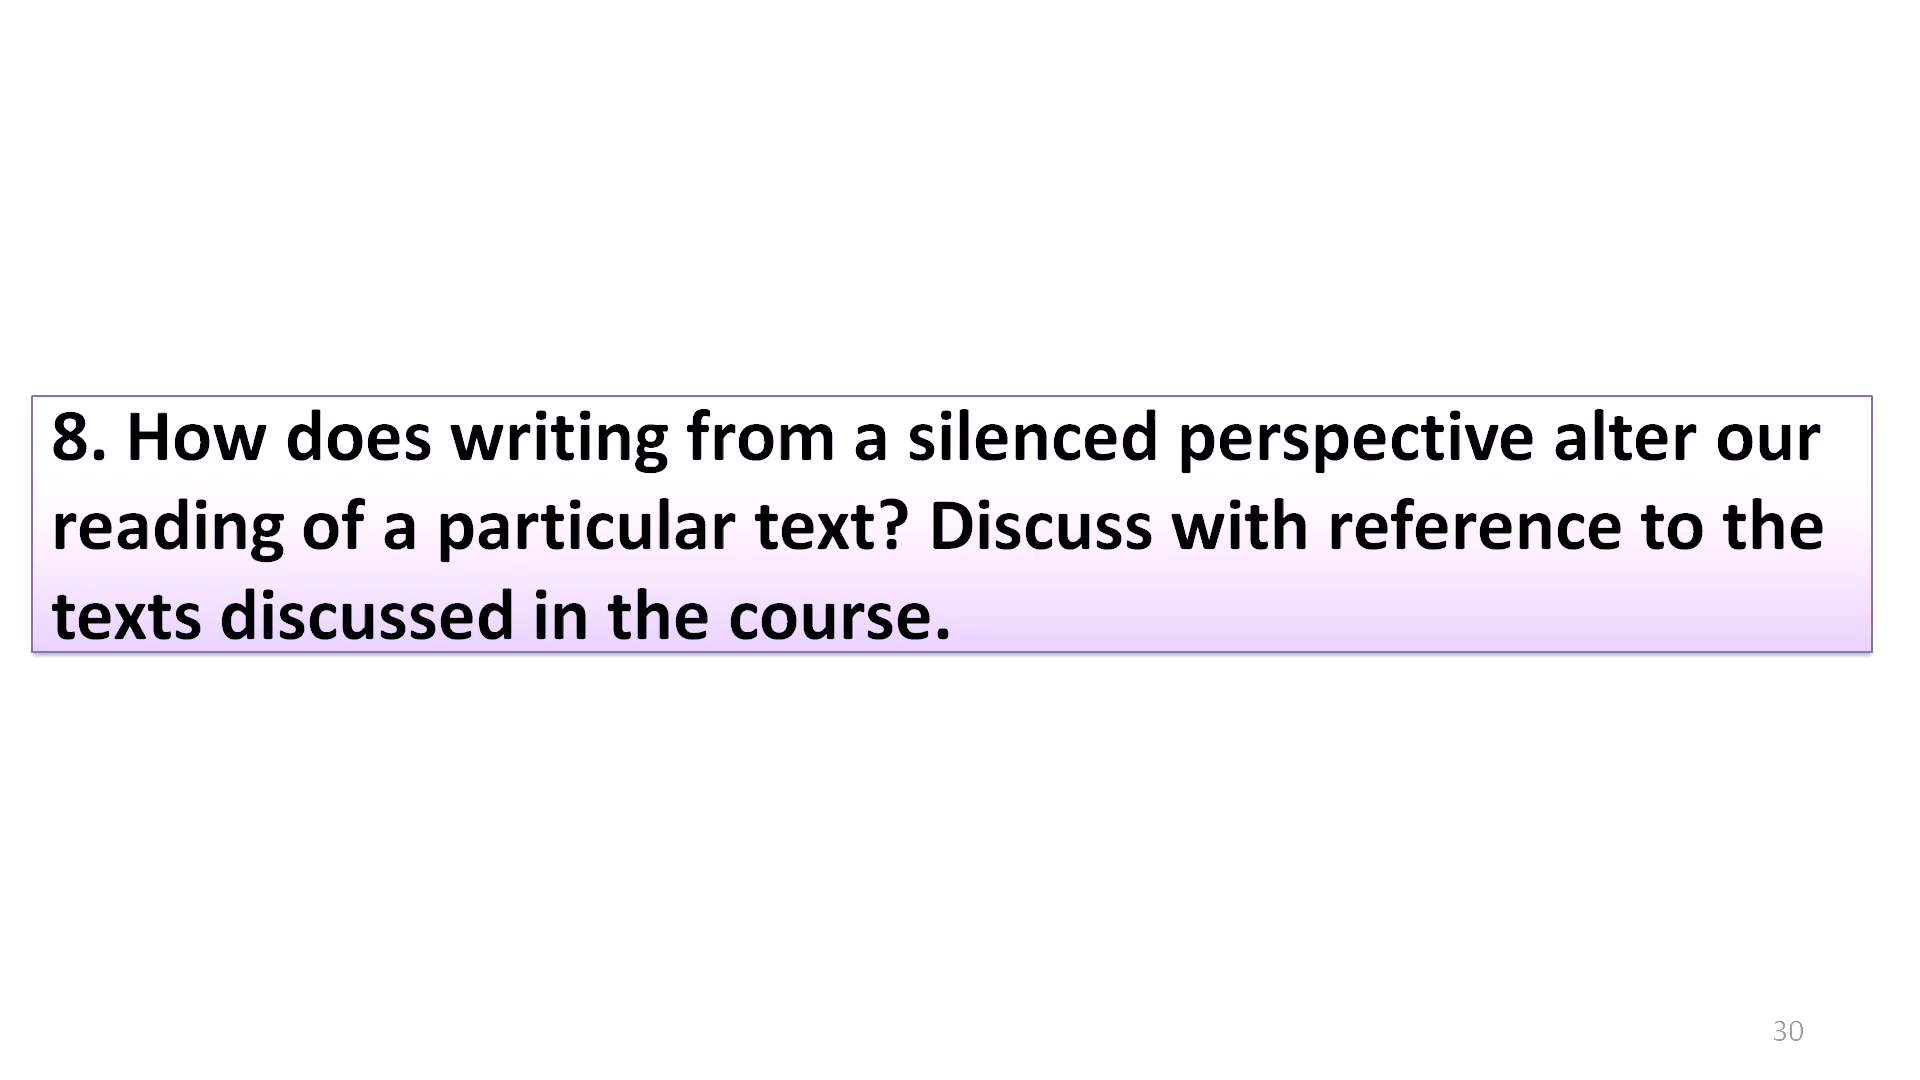 8. How does writing from a silenced perspective alter our
reading of a particular text? Discuss with reference to the
texts discussed in the course.
30